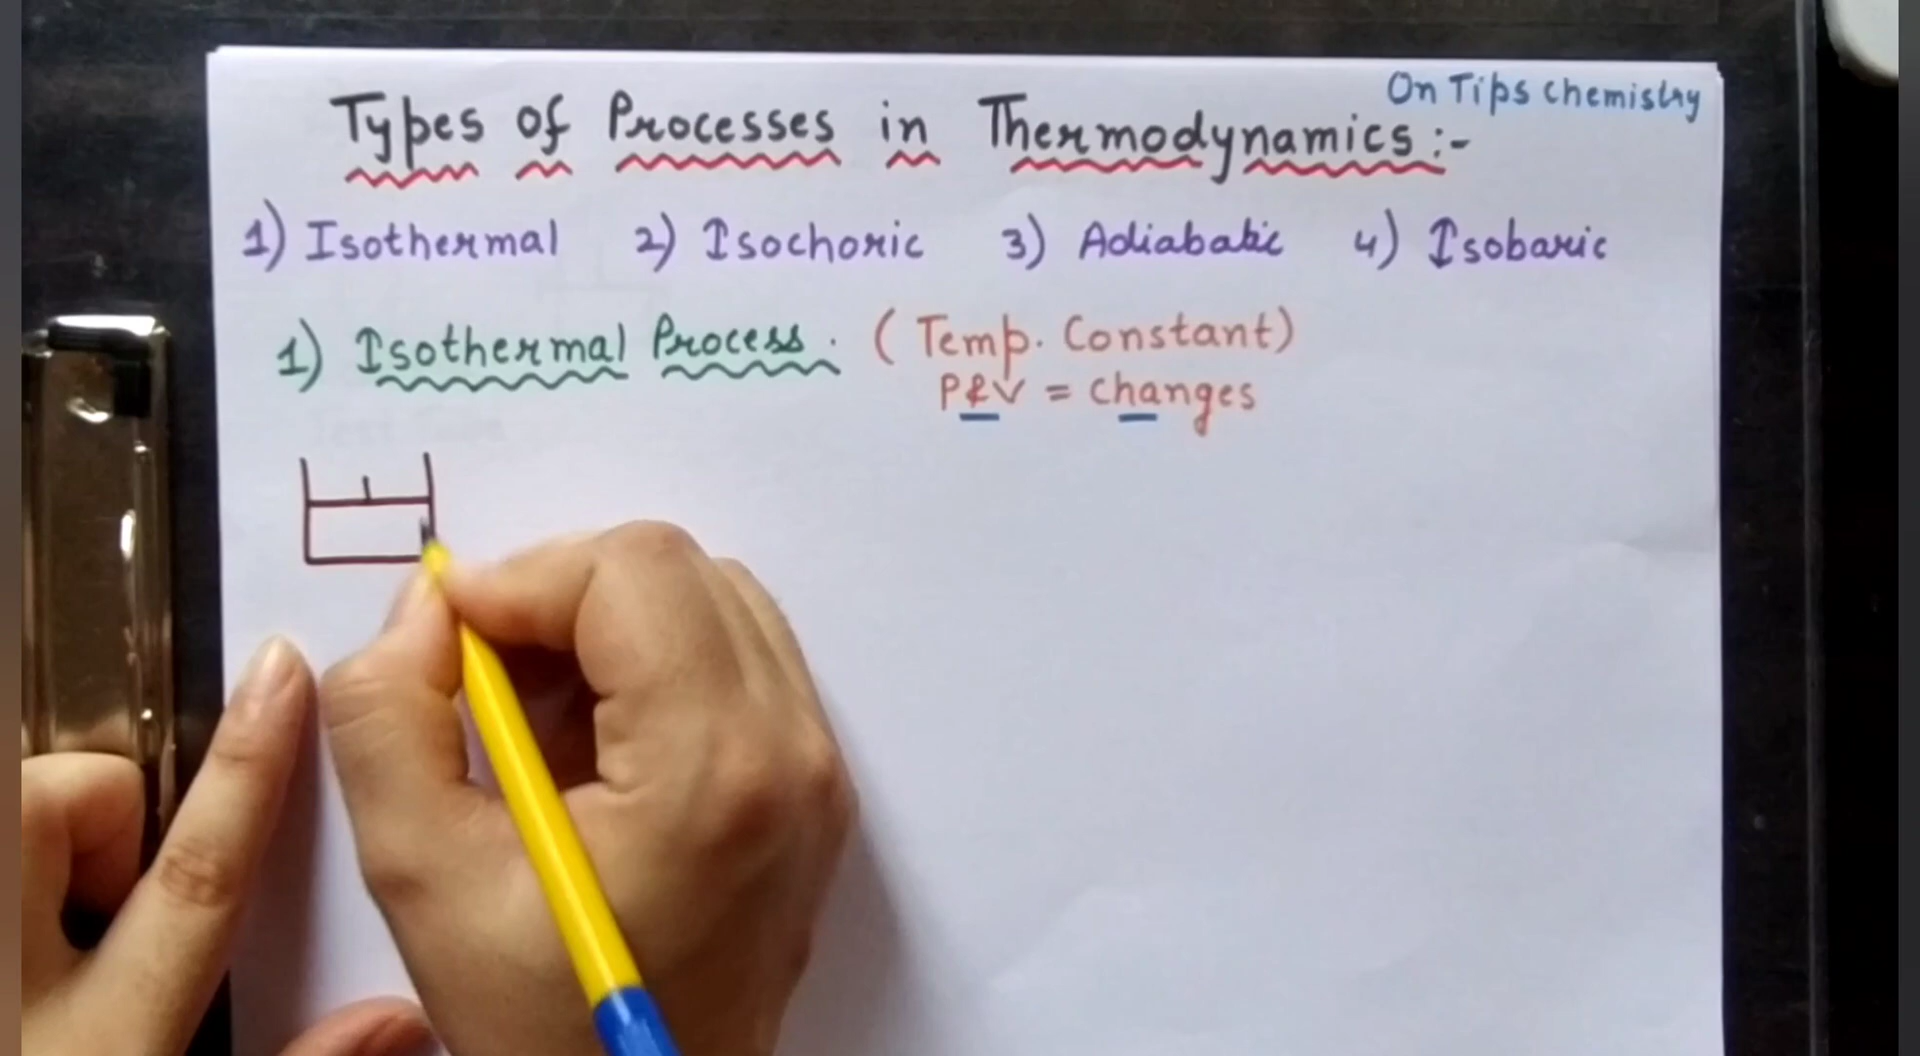 On Tips chemistry
Types of Processes in Thermodynamics:-
1) Isothermal 2) Isochoric 3) Adiabatic 4) Isobaric
1) Isothermal Process. (Temp. Constant)
P&V = Changes